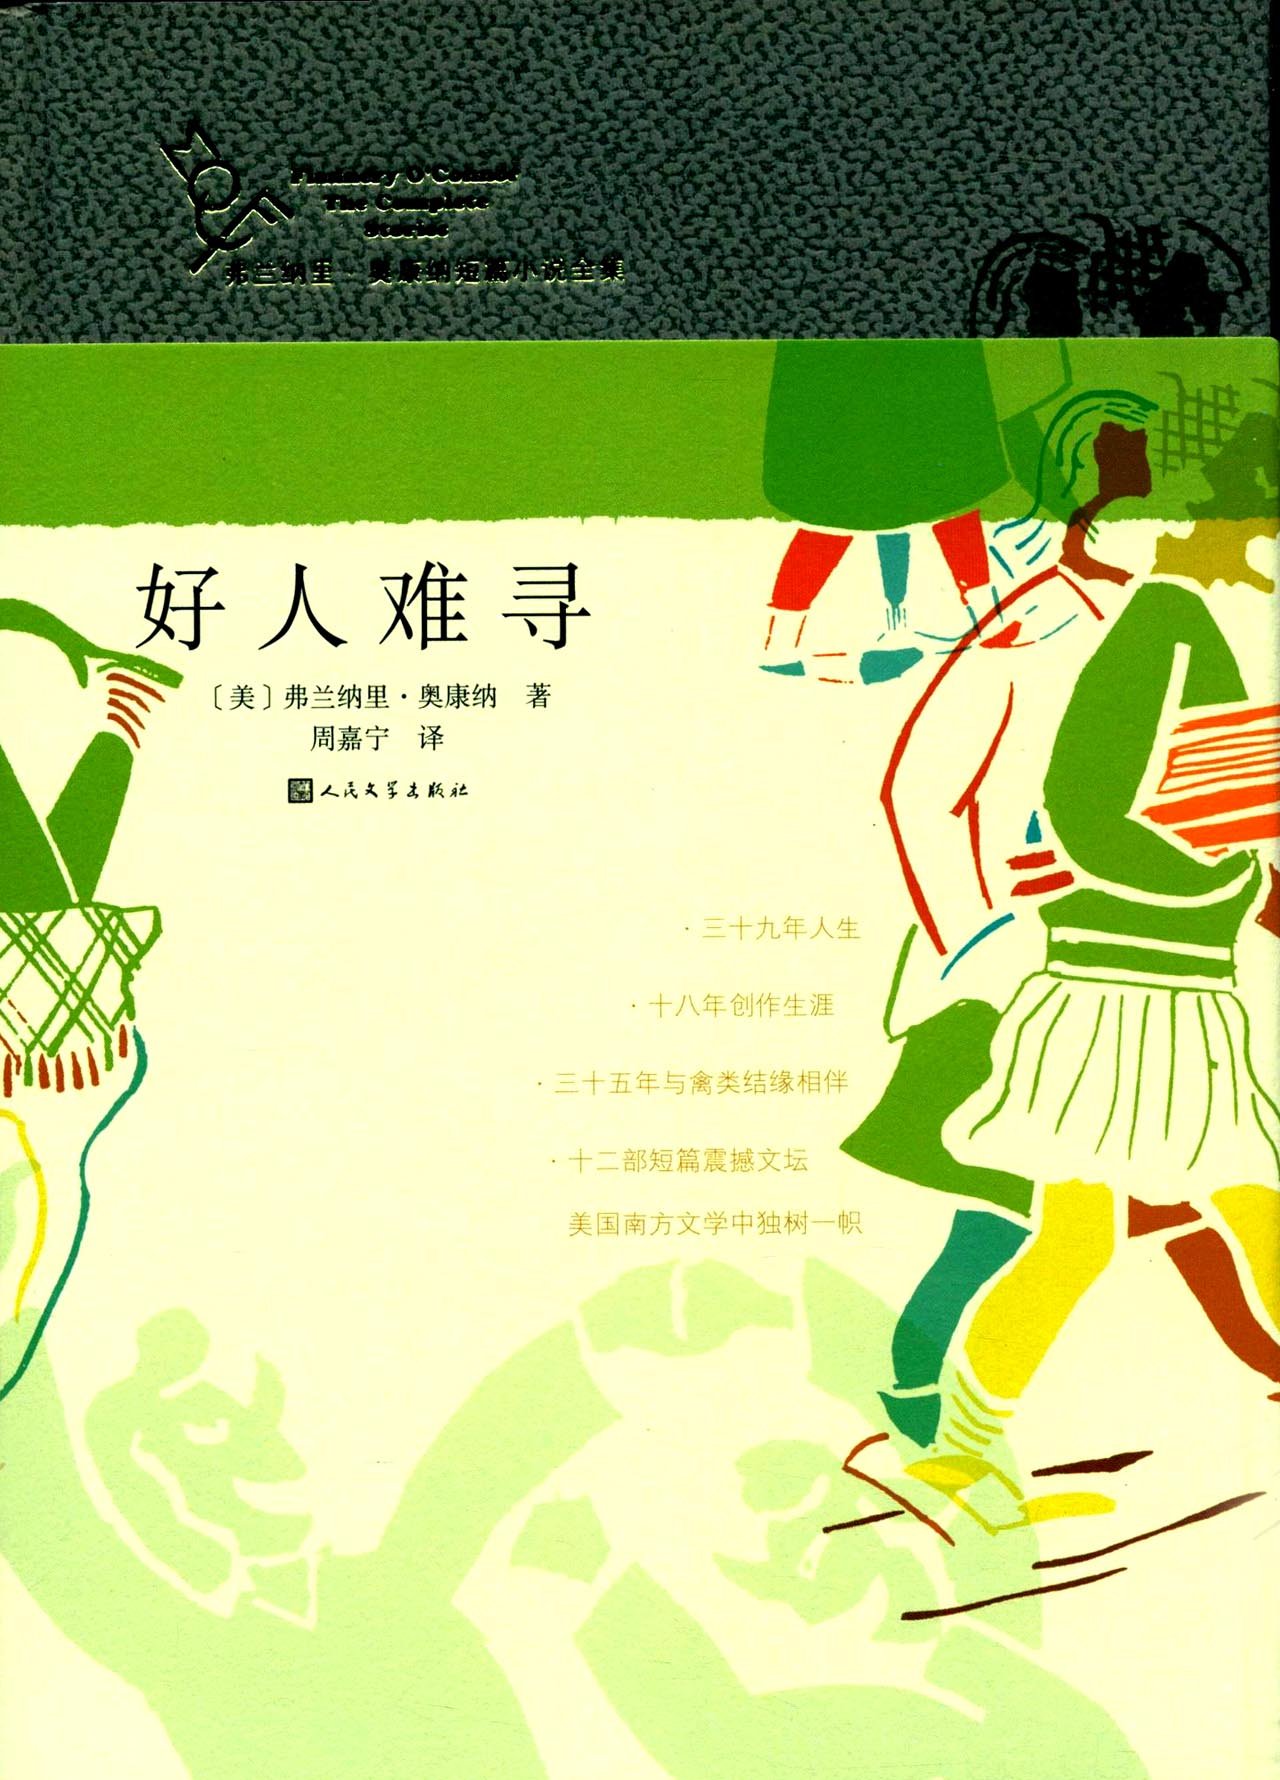 Flannery O'Connor
The Complete
Stories
弗兰纳里·奥康纳短篇小说全集
好人难寻
〔美〕弗兰纳里·奥康纳 著
周嘉宁 译
人民文学出版社
·三十九年人生
·十八年创作生涯
·三十五年与禽类结缘相伴
·十二部短篇震撼文坛
美国南方文学中独树一帜